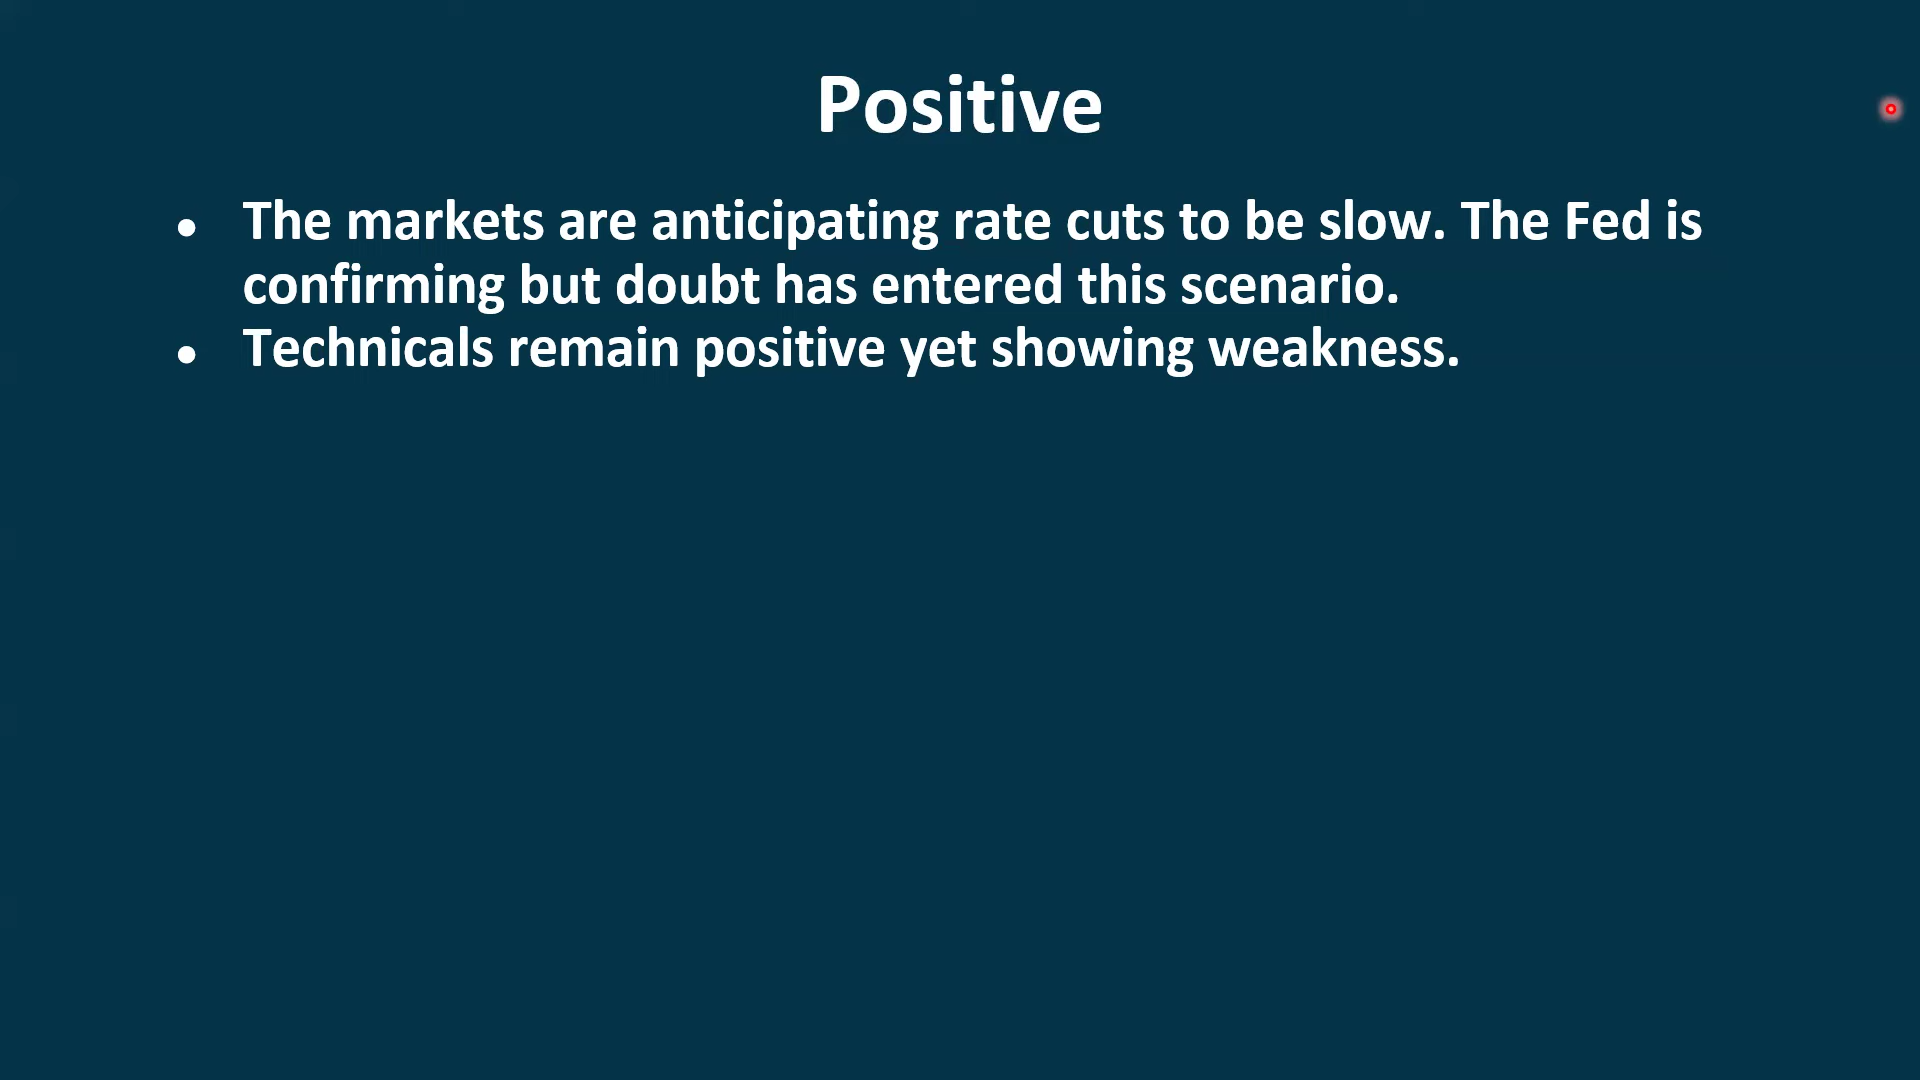 Positive
• The markets are anticipating rate cuts to be slow. The Fed is
confirming but doubt has entered this scenario.
• Technicals remain positive yet showing weakness.